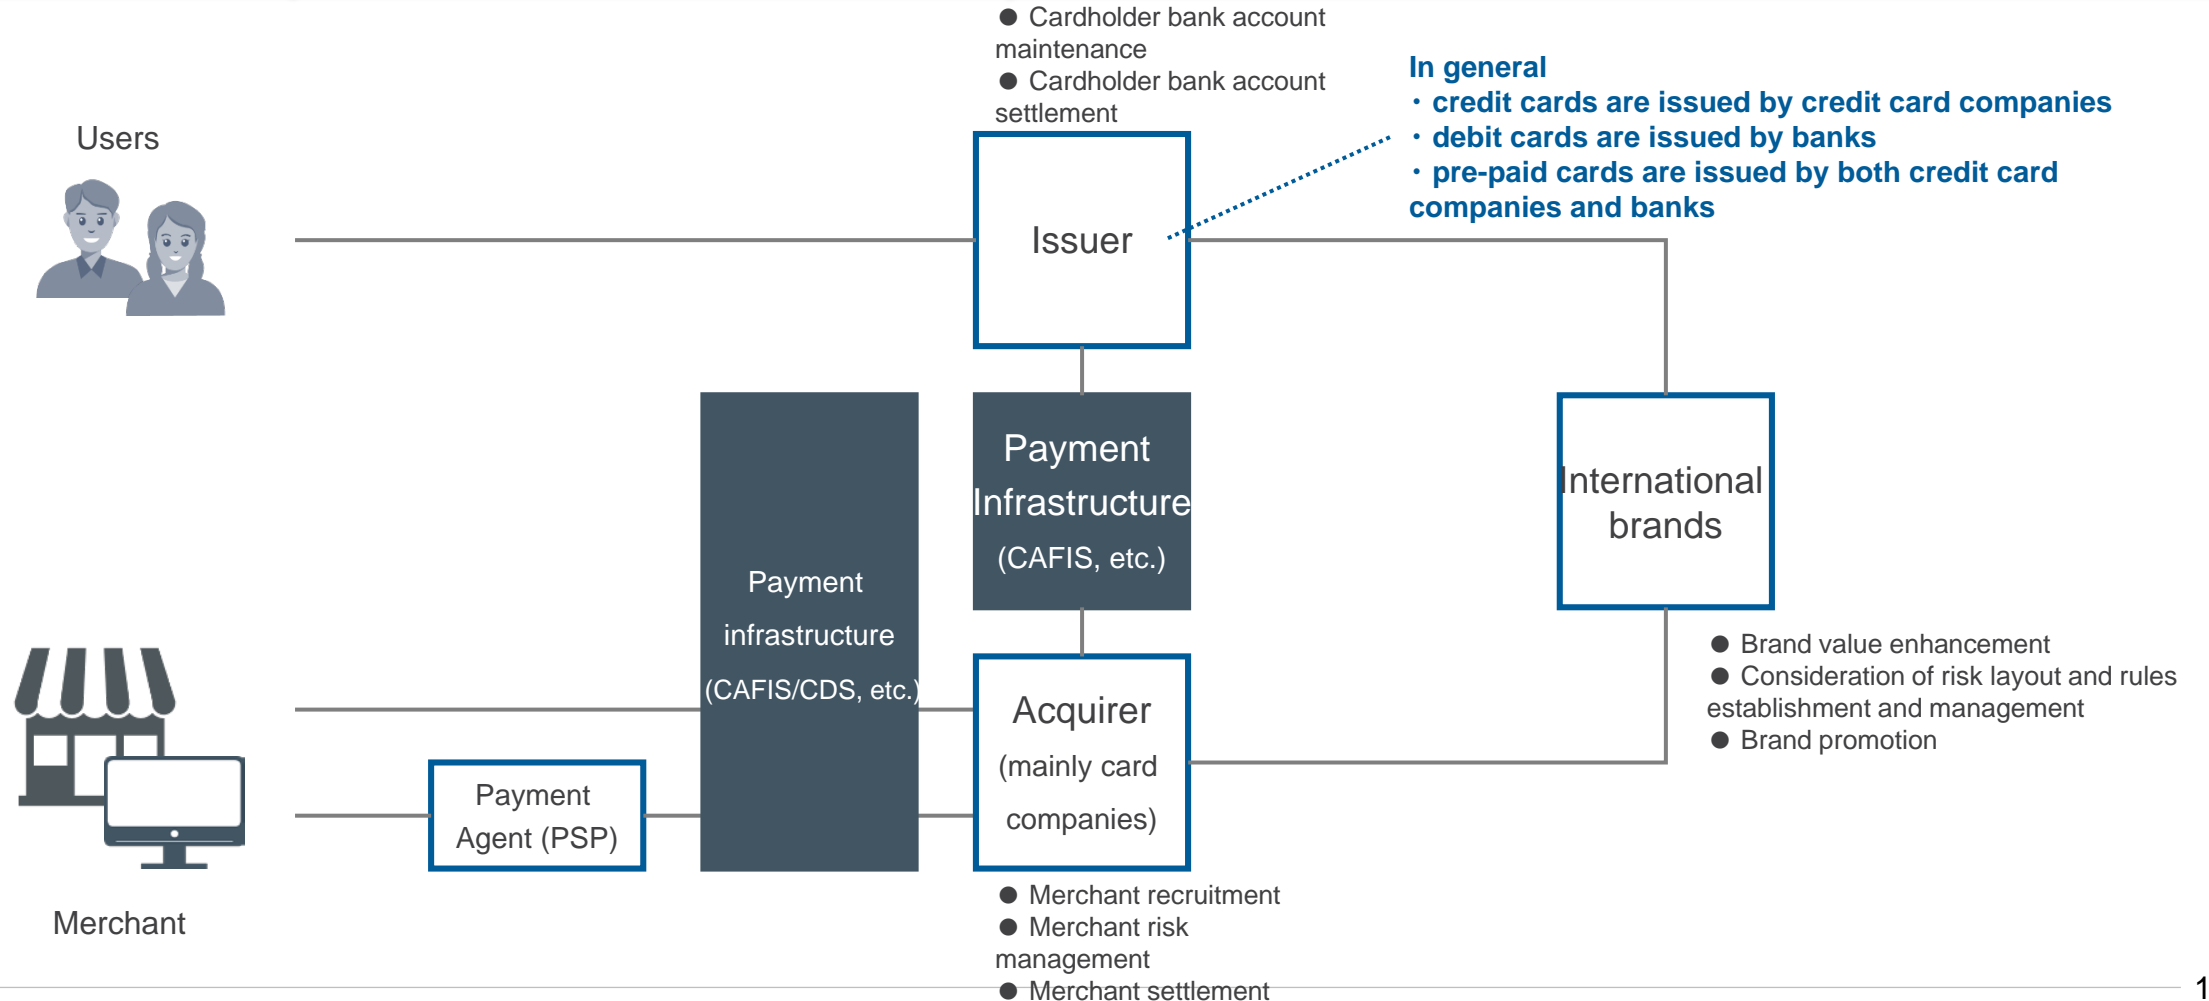 ● Cardholder bank account
maintenance
● Cardholder bank account
settlement
In general
・credit cards are issued by credit card companies
・debit cards are issued by banks
・pre-paid cards are issued by both credit card
companies and banks
Users
Issuer
Payment
Infrastructure
(CAFIS, etc.)
International
brands
Payment
infrastructure
(CAFIS/CDS, etc.)
● Brand value enhancement
● Consideration of risk layout and rules
establishment and management
● Brand promotion
Acquirer
(mainly card
companies)
Payment
Agent (PSP)
Merchant
● Merchant recruitment
● Merchant risk
management
● Merchant settlement
1